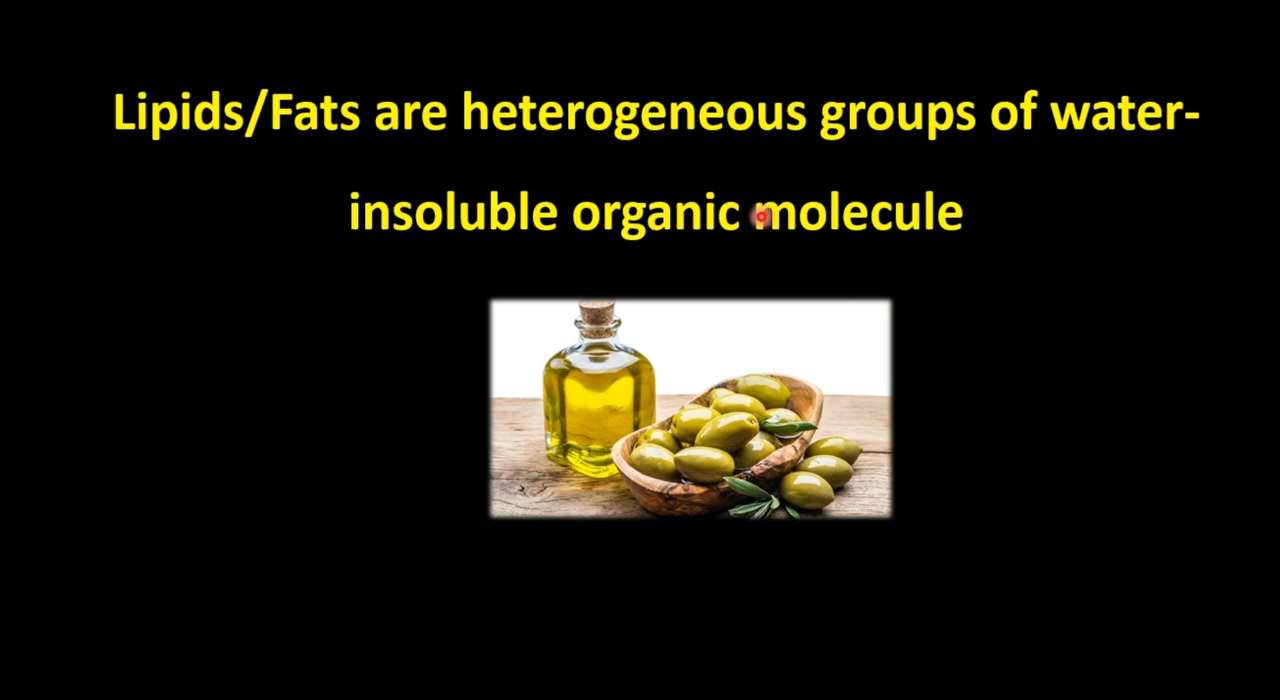 Lipids/Fats are heterogeneous groups of water-
insoluble organic molecule